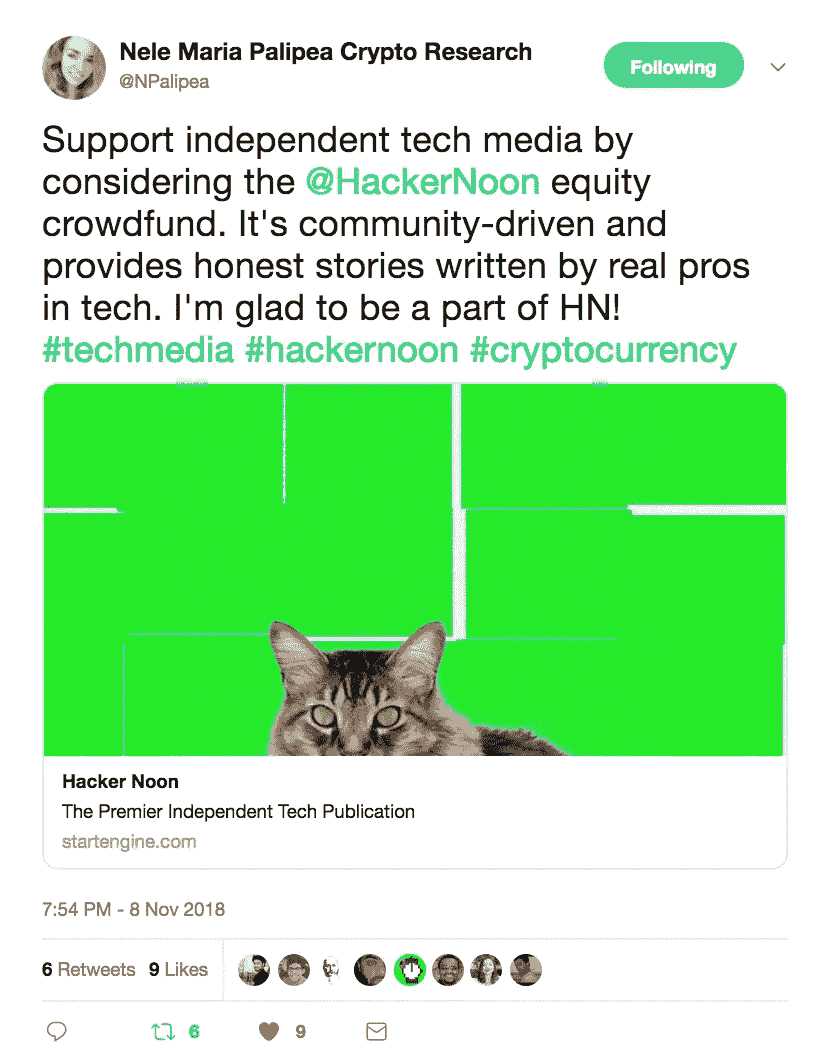 Nele Maria Palipea Crypto Research
@NPalipea
Following
Support independent tech media by
considering the @HackerNoon equity
crowdfund. It's community-driven and
provides honest stories written by real pros
in tech. I'm glad to be a part of HN!
#techmedia #hackernoon #cryptocurrency
Hacker Noon
The Premier Independent Tech Publication
startengine.com
7:54 PM - 8 Nov 2018
6 Retweets 9 Likes
6 9